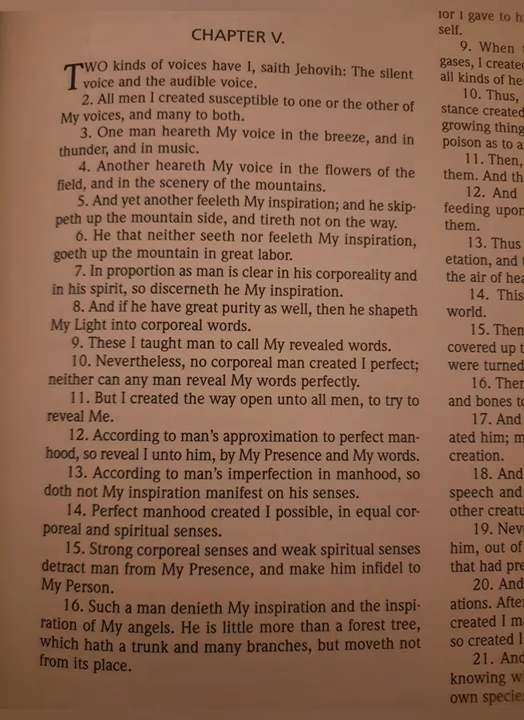 CHAPTER V.
TWO kinds of voices have I, saith Jehovih: The silent
voice and the audible voice.
2. All men I created susceptible to one or the other of
My voices, and many to both.
3. One man heareth My voice in the breeze, and in
thunder, and in music.
4. Another heareth My voice in the flowers of the
field, and in the scenery of the mountains.
5. And yet another feeleth My inspiration; and he skip-
peth up the mountain side, and tireth not on the way.
6. He that neither seeth nor feeleth My inspiration,
goeth up the mountain in great labor.
7. In proportion as man is clear in his corporeality and
in his spirit, so discerneth he My inspiration.
8. And if he have great purity as well, then he shapeth
My Light into corporeal words.
9. These I taught man to call My revealed words.
10. Nevertheless, no corporeal man created I perfect;
neither can any man reveal My words perfectly.
11. But I created the way open unto all men, to try to
reveal Me.
12. According to man's approximation to perfect man-
hood, so reveal I unto him, by My Presence and My words.
13. According to man's imperfection in manhood, so
doth not My inspiration manifest on his senses.
14. Perfect manhood created I possible, in equal cor-
poreal and spiritual senses.
15. Strong corporeal senses and weak spiritual senses
detract man from My Presence, and make him infidel to
My Person.
16. Such a man denieth My inspiration and the inspi-
ration of My angels. He is little more than a forest tree,
which hath a trunk and many branches, but moveth not
from its place.
for I gave to
self.
9. When
gases, I
all kinds of
10. Thus,
stance created
growing
poison as to a
11. Then,
them. And
12. And
feeding
them.
13. Thus
etation, and
the air of
14. This
world.
15. Then
covered up
were turned
16.
and bones
17. And
ated him;
creation.
18. And
speech and
other
19.
him, out of
that had
20. And
ations.
created I
so created I
21. And
knowing
own